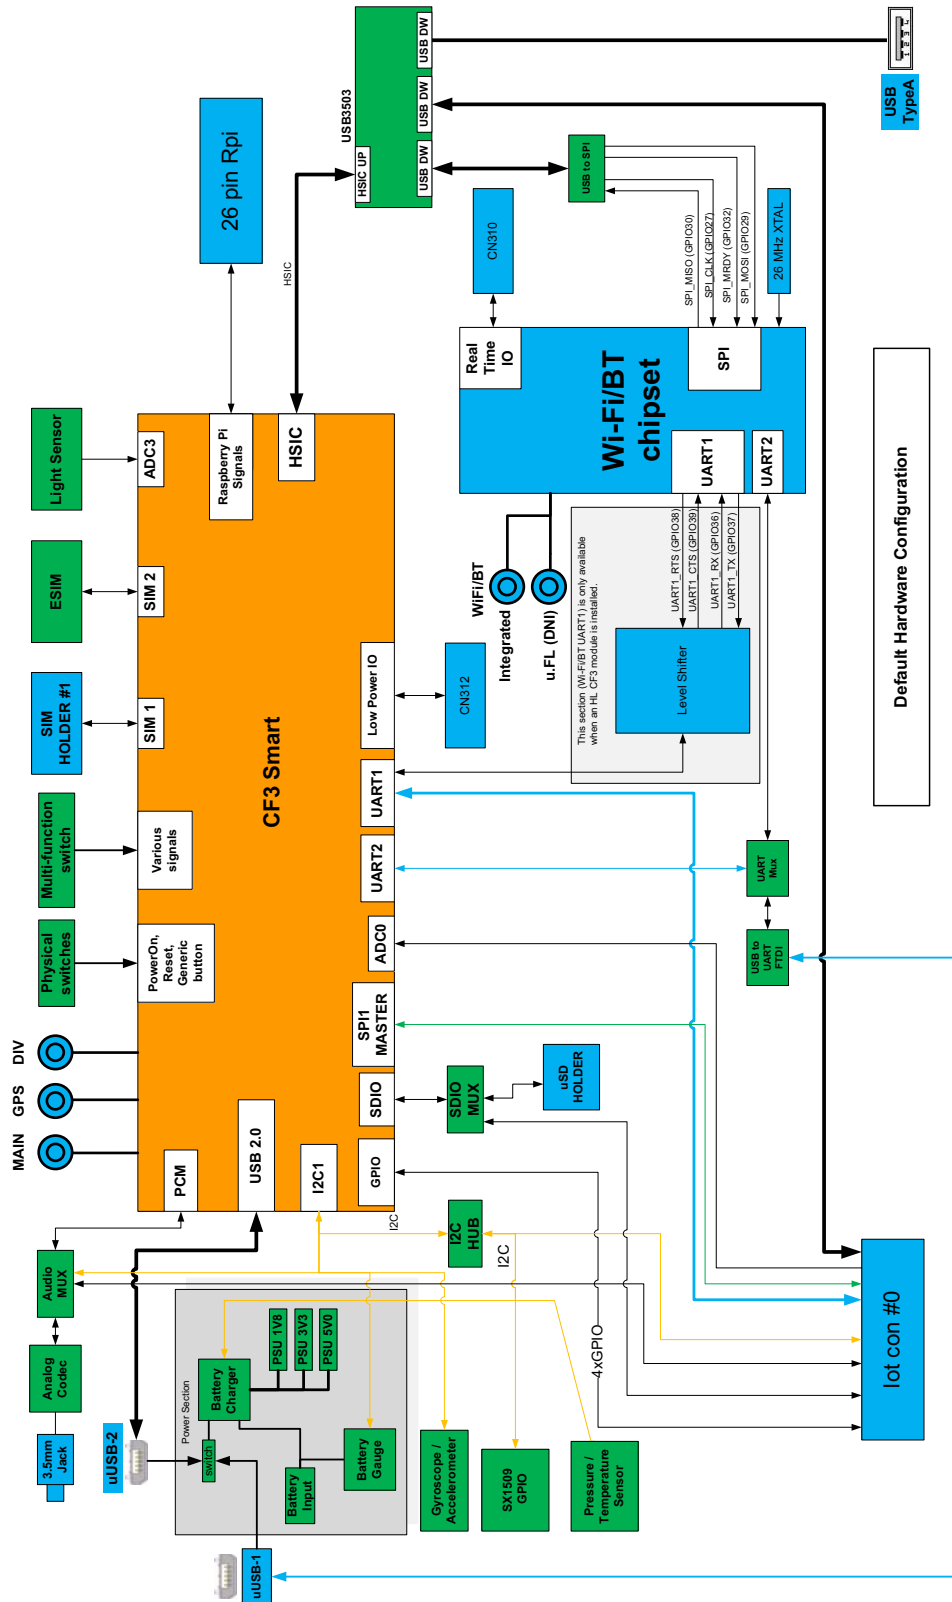 USB3503
HSIC UP
USB DW
USB DW
USB DW
1 2 3 4
USB
TypeA
26 pin Rpi
HSIC
USB to SPI
CN310
SPI_MISO (GPIO30)
SPI_CLK (GPIO27)
SPI_MRDY (GPIO32)
SPI_MOSI (GPIO29)
26 MHz XTAL
Real
Time
IO
SPI
Wi-Fi/BT
chipset
UART1
UART2
Light Sensor
ADC3
Raspberry Pi
Signals
HSIC
ESIM
SIM 2
SIM
HOLDER #1
SIM 1
Multi-function
switch
Various
signals
Physical
switches
PowerOn,
Reset,
Generic
button
CF3 Smart
Low Power IO
CN312
UART1
UART2
ADC0
SPI1
MASTER
SDIO
GPIO
WiFi/BT
Integrated
u.FL (DNI)
This section (Wi-Fi/BT UART1) is only available
when an HL CF3 module is installed.
UART1_RTS (GPIO38)
UART1_CTS (GPIO39)
UART1_RX (GPIO36)
UART1_TX (GPIO37)
Level Shifter
Default Hardware Configuration
UART
Mux
USB to
UART
FTDI
DIV
GPS
MAIN
PCM
USB 2.0
I2C1
I2C
SDIO
MUX
uSD
HOLDER
I2C
HUB
I2C
Audio
MUX
Analog
Codec
3.5mm
Jack
uUSB-2
Power Section
Battery
Charger
PSU 1V8
PSU 3V3
PSU 5V0
switch
Battery
Input
Battery
Gauge
uUSB-1
Gyroscope /
Accelerometer
SX1509
GPIO
Pressure /
Temperature
Sensor
4xGPIO
Iot con #0